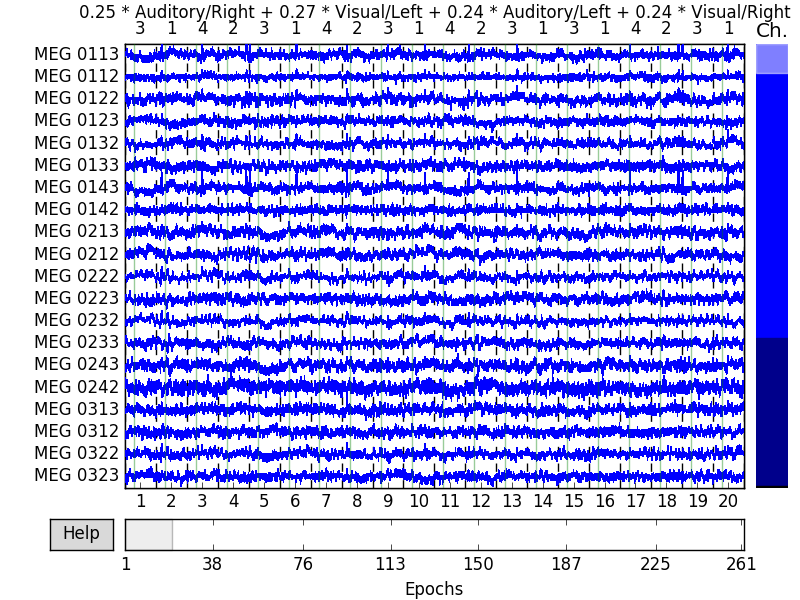 0.25 * Auditory/Right + 0.27 * Visual/Left + 0.24 * Auditory/Left + 0.24 * Visual/Right
3 1 4 2 3 1 4 2 3 1 4 2 3 1 3 1 4 2 3 1
Ch.
MEG 0113
MEG 0112
MEG 0122
MEG 0123
MEG 0132
MEG 0133
MEG 0143
MEG 0142
MEG 0213
MEG 0212
MEG 0222
MEG 0223
MEG 0232
MEG 0233
MEG 0243
MEG 0242
MEG 0313
MEG 0312
MEG 0322
MEG 0323
1 2 3 4 5 6 7 8 9 10 11 12 13 14 15 16 17 18 19 20
Help
1 38 76 113 150 187 225 261
Epochs